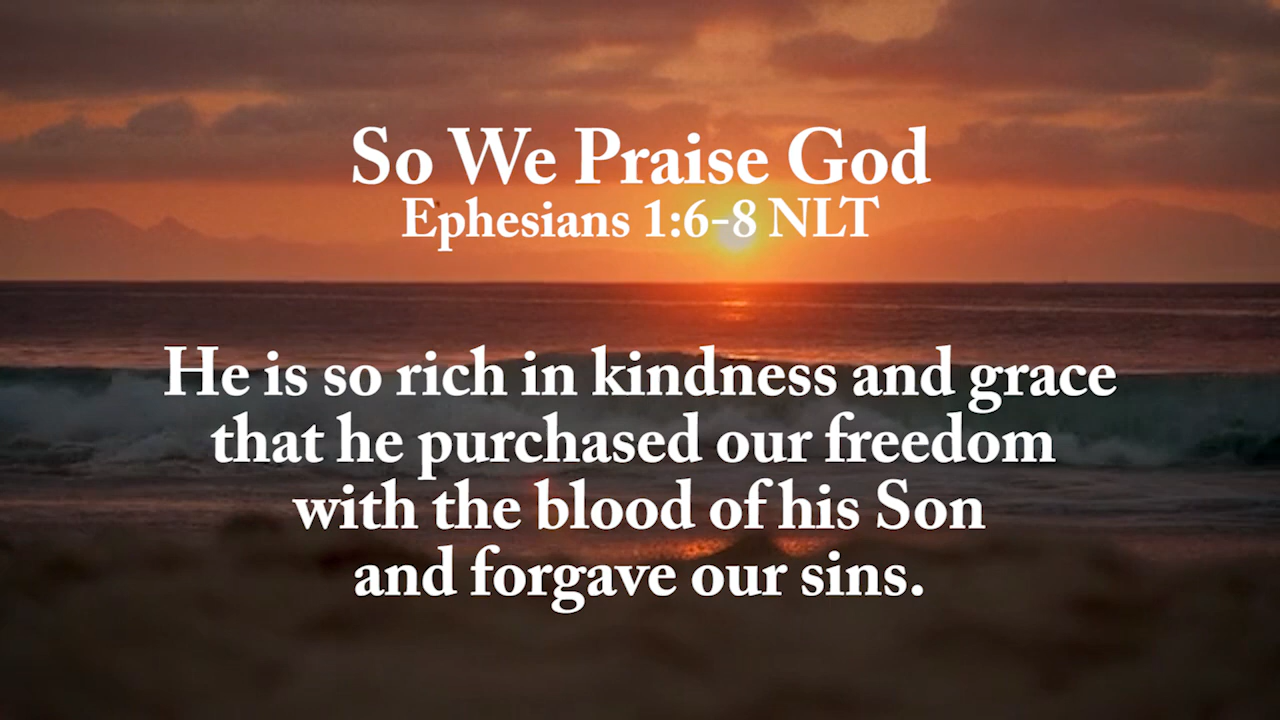 So We Praise God
Ephesians 1:6-8 NLT
He is so rich in kindness and grace
that he purchased our freedom
with the blood of his Son
and forgave our sins.